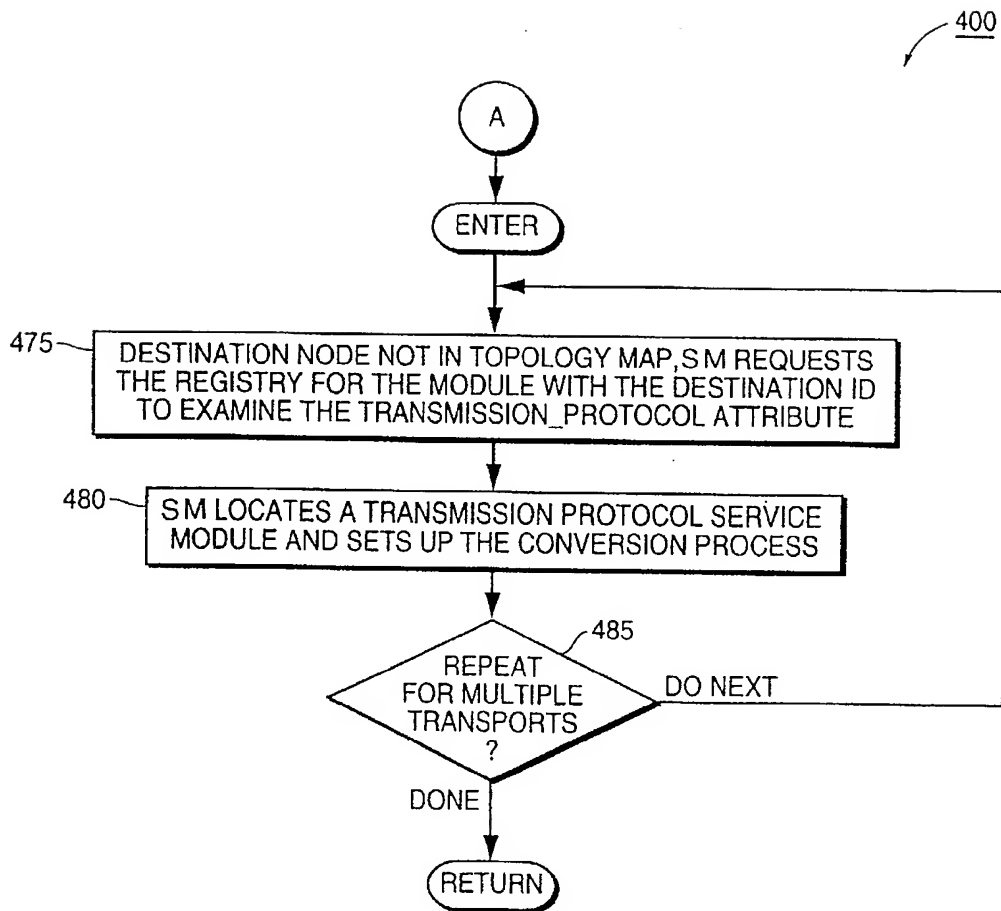 400
A
ENTER
475
DESTINATION NODE NOT IN TOPOLOGY MAP, SM REQUESTS
THE REGISTRY FOR THE MODULE WITH THE DESTINATION ID
TO EXAMINE THE TRANSMISSION_PROTOCOL ATTRIBUTE
480
SM LOCATES A TRANSMISSION PROTOCOL SERVICE
MODULE AND SETS UP THE CONVERSION PROCESS
485
REPEAT
FOR MULTIPLE
TRANSPORTS
?
DO NEXT
DONE
RETURN